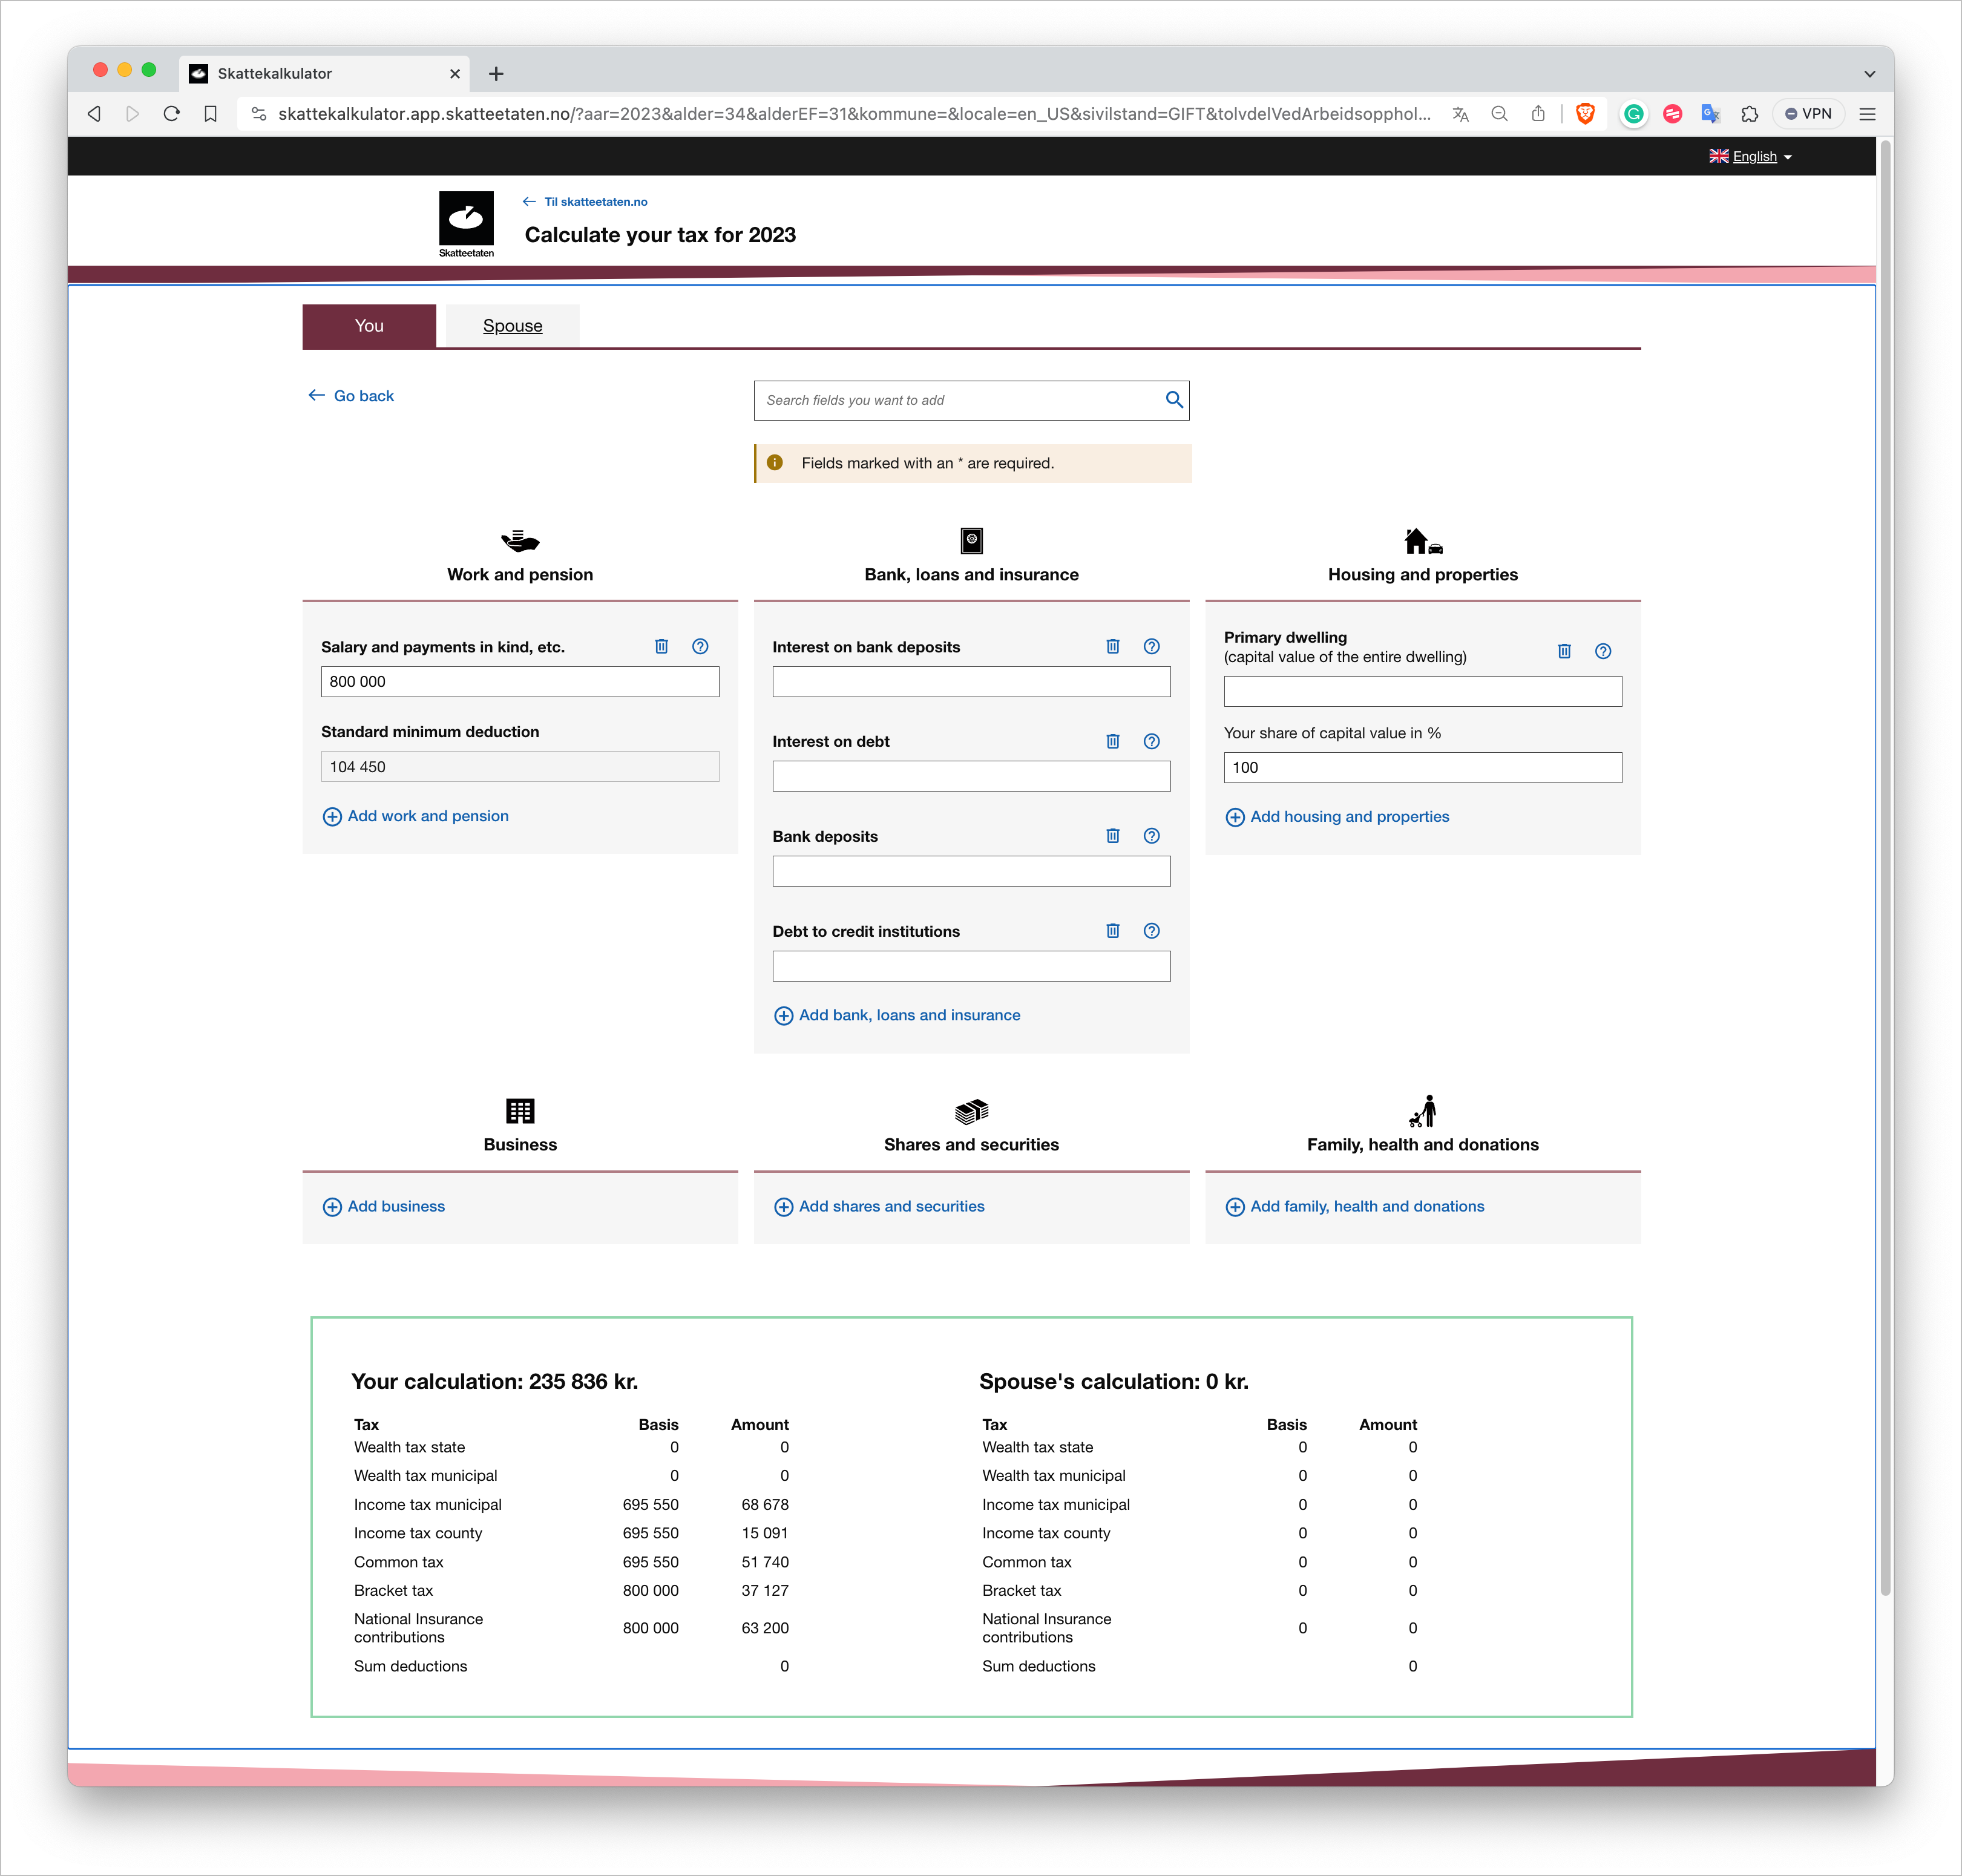 Skattekalkulator
skattekalkulator.app.skatteetaten.no/?aar=2023&alder=34&alderEF=31&kommune=&locale=en_US&sivilstand=GIFT&tolvdelVedArbeidsopphol...
VPN
English
Skatteetaten
Til skatteetaten.no
Calculate your tax for 2023
You
Spouse
Go back
Search fields you want to add
Fields marked with an * are required.
Work and pension
Salary and payments in kind, etc.
800 000
Standard minimum deduction
104 450
Add work and pension
Bank, loans and insurance
Interest on bank deposits
Interest on debt
Bank deposits
Debt to credit institutions
Add bank, loans and insurance
Housing and properties
Primary dwelling
(capital value of the entire dwelling)
Your share of capital value in %
100
Add housing and properties
Business
Add business
Shares and securities
Add shares and securities
Family, health and donations
Add family, health and donations
Your calculation: 235 836 kr.
Tax Basis Amount
Wealth tax state 0 0
Wealth tax municipal 0 0
Income tax municipal 695 550 68 678
Income tax county 695 550 15 091
Common tax 695 550 51 740
Bracket tax 800 000 37 127
National Insurance
contributions 800 000 63 200
Sum deductions 0
Spouse's calculation: 0 kr.
Tax Basis Amount
Wealth tax state 0 0
Wealth tax municipal 0 0
Income tax municipal 0 0
Income tax county 0 0
Common tax 0 0
Bracket tax 0 0
National Insurance
contributions 0 0
Sum deductions 0